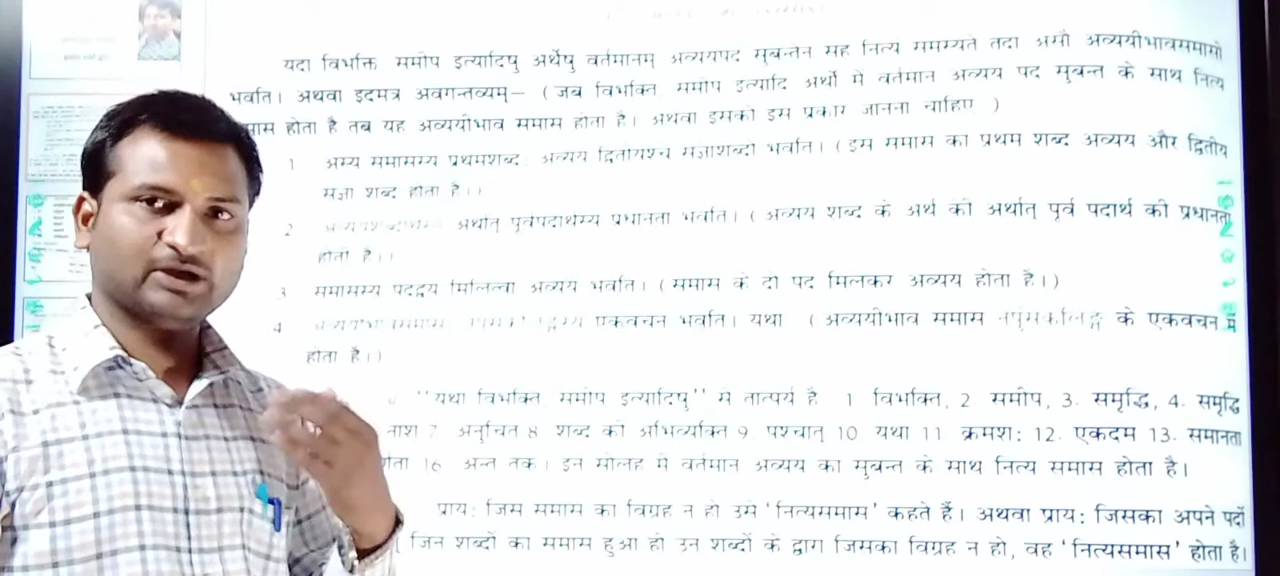 यदा विभक्ति समीप इत्यादिषु अर्थेषु वर्तमानम् अव्ययपद सुबन्तेन सह नित्य समस्यते तदा असौ अव्ययीभावसमासो
भवति। अथवा इदमत्र अवगन्तव्यम्– (जब विभक्ति समीप इत्यादि अर्थो में वर्तमान अव्यय पद सुबन्त के साथ नित्य
मास होता है तब यह अव्ययीभाव समास होता है। अथवा इसको इस प्रकार जानना चाहिए )
1 अस्य समासस्य प्रथमशब्द अव्यय द्वितीयश्च सज्ञाशब्दो भवति। (इस समास का प्रथम शब्द अव्यय और द्वितीय
सज्ञा शब्द होता है।)
2 अर्थात् पूर्वपदार्थस्य प्रधानता भवति। (अव्यय शब्द के अर्थ की अर्थात् पूर्व पदार्थ की प्रधानता
होती है।)
3 समासस्य पदद्वय मिलित्वा अव्यय भवति। (समास के दो पद मिलकर अव्यय होता है।)
4 एकवचन भवति। यथा (अव्ययीभाव समास नपुसकलिङ्ग के एकवचन में
होता है।)
"यथा विभक्ति समीप इत्यादिषु" से तात्पर्य है 1 विभक्ति, 2 समीप, 3. समृद्धि, 4. समृद्धि
नाश 7 अनुचित 8 शब्द की अभिव्यक्ति 9 पश्चात् 10 यथा 11 क्रमश: 12. एकदम 13. समानता
16 अन्त तक। इन सोलह में वर्तमान अव्यय का सुबन्त के साथ नित्य समास होता है।
प्राय: जिस समास का विग्रह न हो उसे 'नित्यसमास' कहते हैं। अथवा प्राय: जिसका अपने पदों
जिन शब्दों का समास हुआ हो उन शब्दों के द्वारा जिसका विग्रह न हो, वह 'नित्यसमास' होता है।